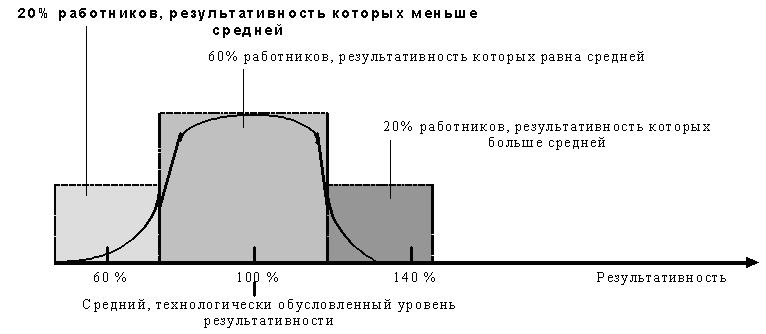 20% работников, результативность которых меньше
средней
60% работников, результативность которых равна средней
20% работников, результативность которых
больше средней
60 % 100 % 140 % Результативность
Средний, технологически обусловленный уровень
результативности